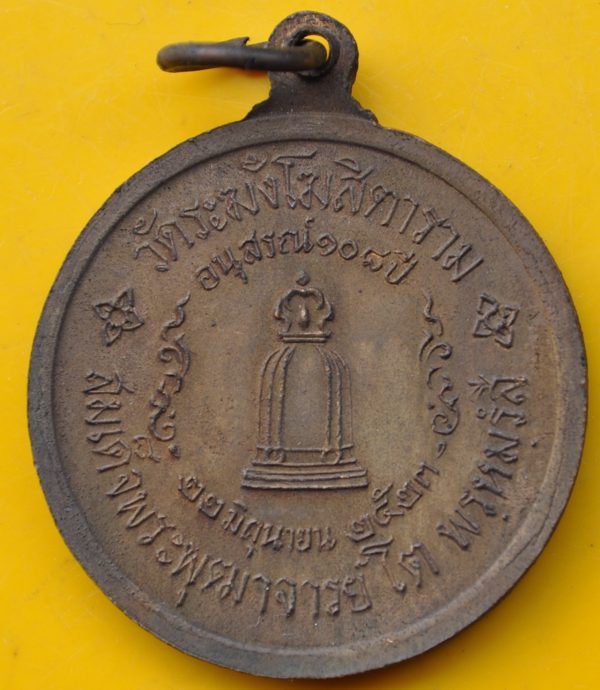 วัดระฆังโฆสิตาราม
อนุสรณ์๑๐๘ปี
๒๒ มิถุนายน ๒๕๒๓
สมเด็จพระพุฒาจารย์ โต พรหมรังสี